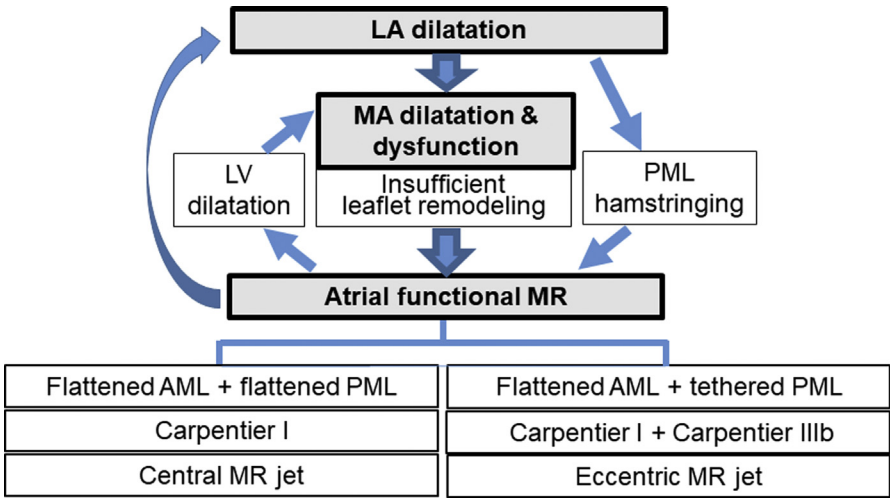 LA dilatation
MA dilatation &
dysfunction
LV
dilatation
Insufficient
leaflet remodeling
PML
hamstringing
Atrial functional MR
Flattened AML + flattened PML
Flattened AML + tethered PML
Carpentier I
Carpentier I + Carpentier IIIb
Central MR jet
Eccentric MR jet